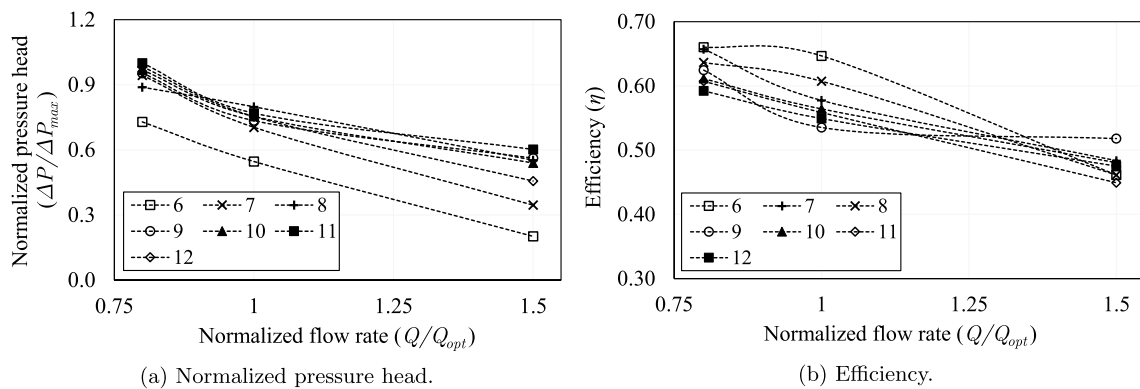 1.2
0.9
0.6
0.3
0.0
Normalized pressure head
(ΔP/ΔPmax)
6 7 8
9 10 11
12
0.75 1 1.25 1.5
Normalized flow rate (Q/Qopt)
(a) Normalized pressure head.
0.70
0.60
0.50
0.40
0.30
Efficiency (η)
6 7 8
9 10 11
12
0.75 1 1.25 1.5
Normalized flow rate (Q/Qopt)
(b) Efficiency.